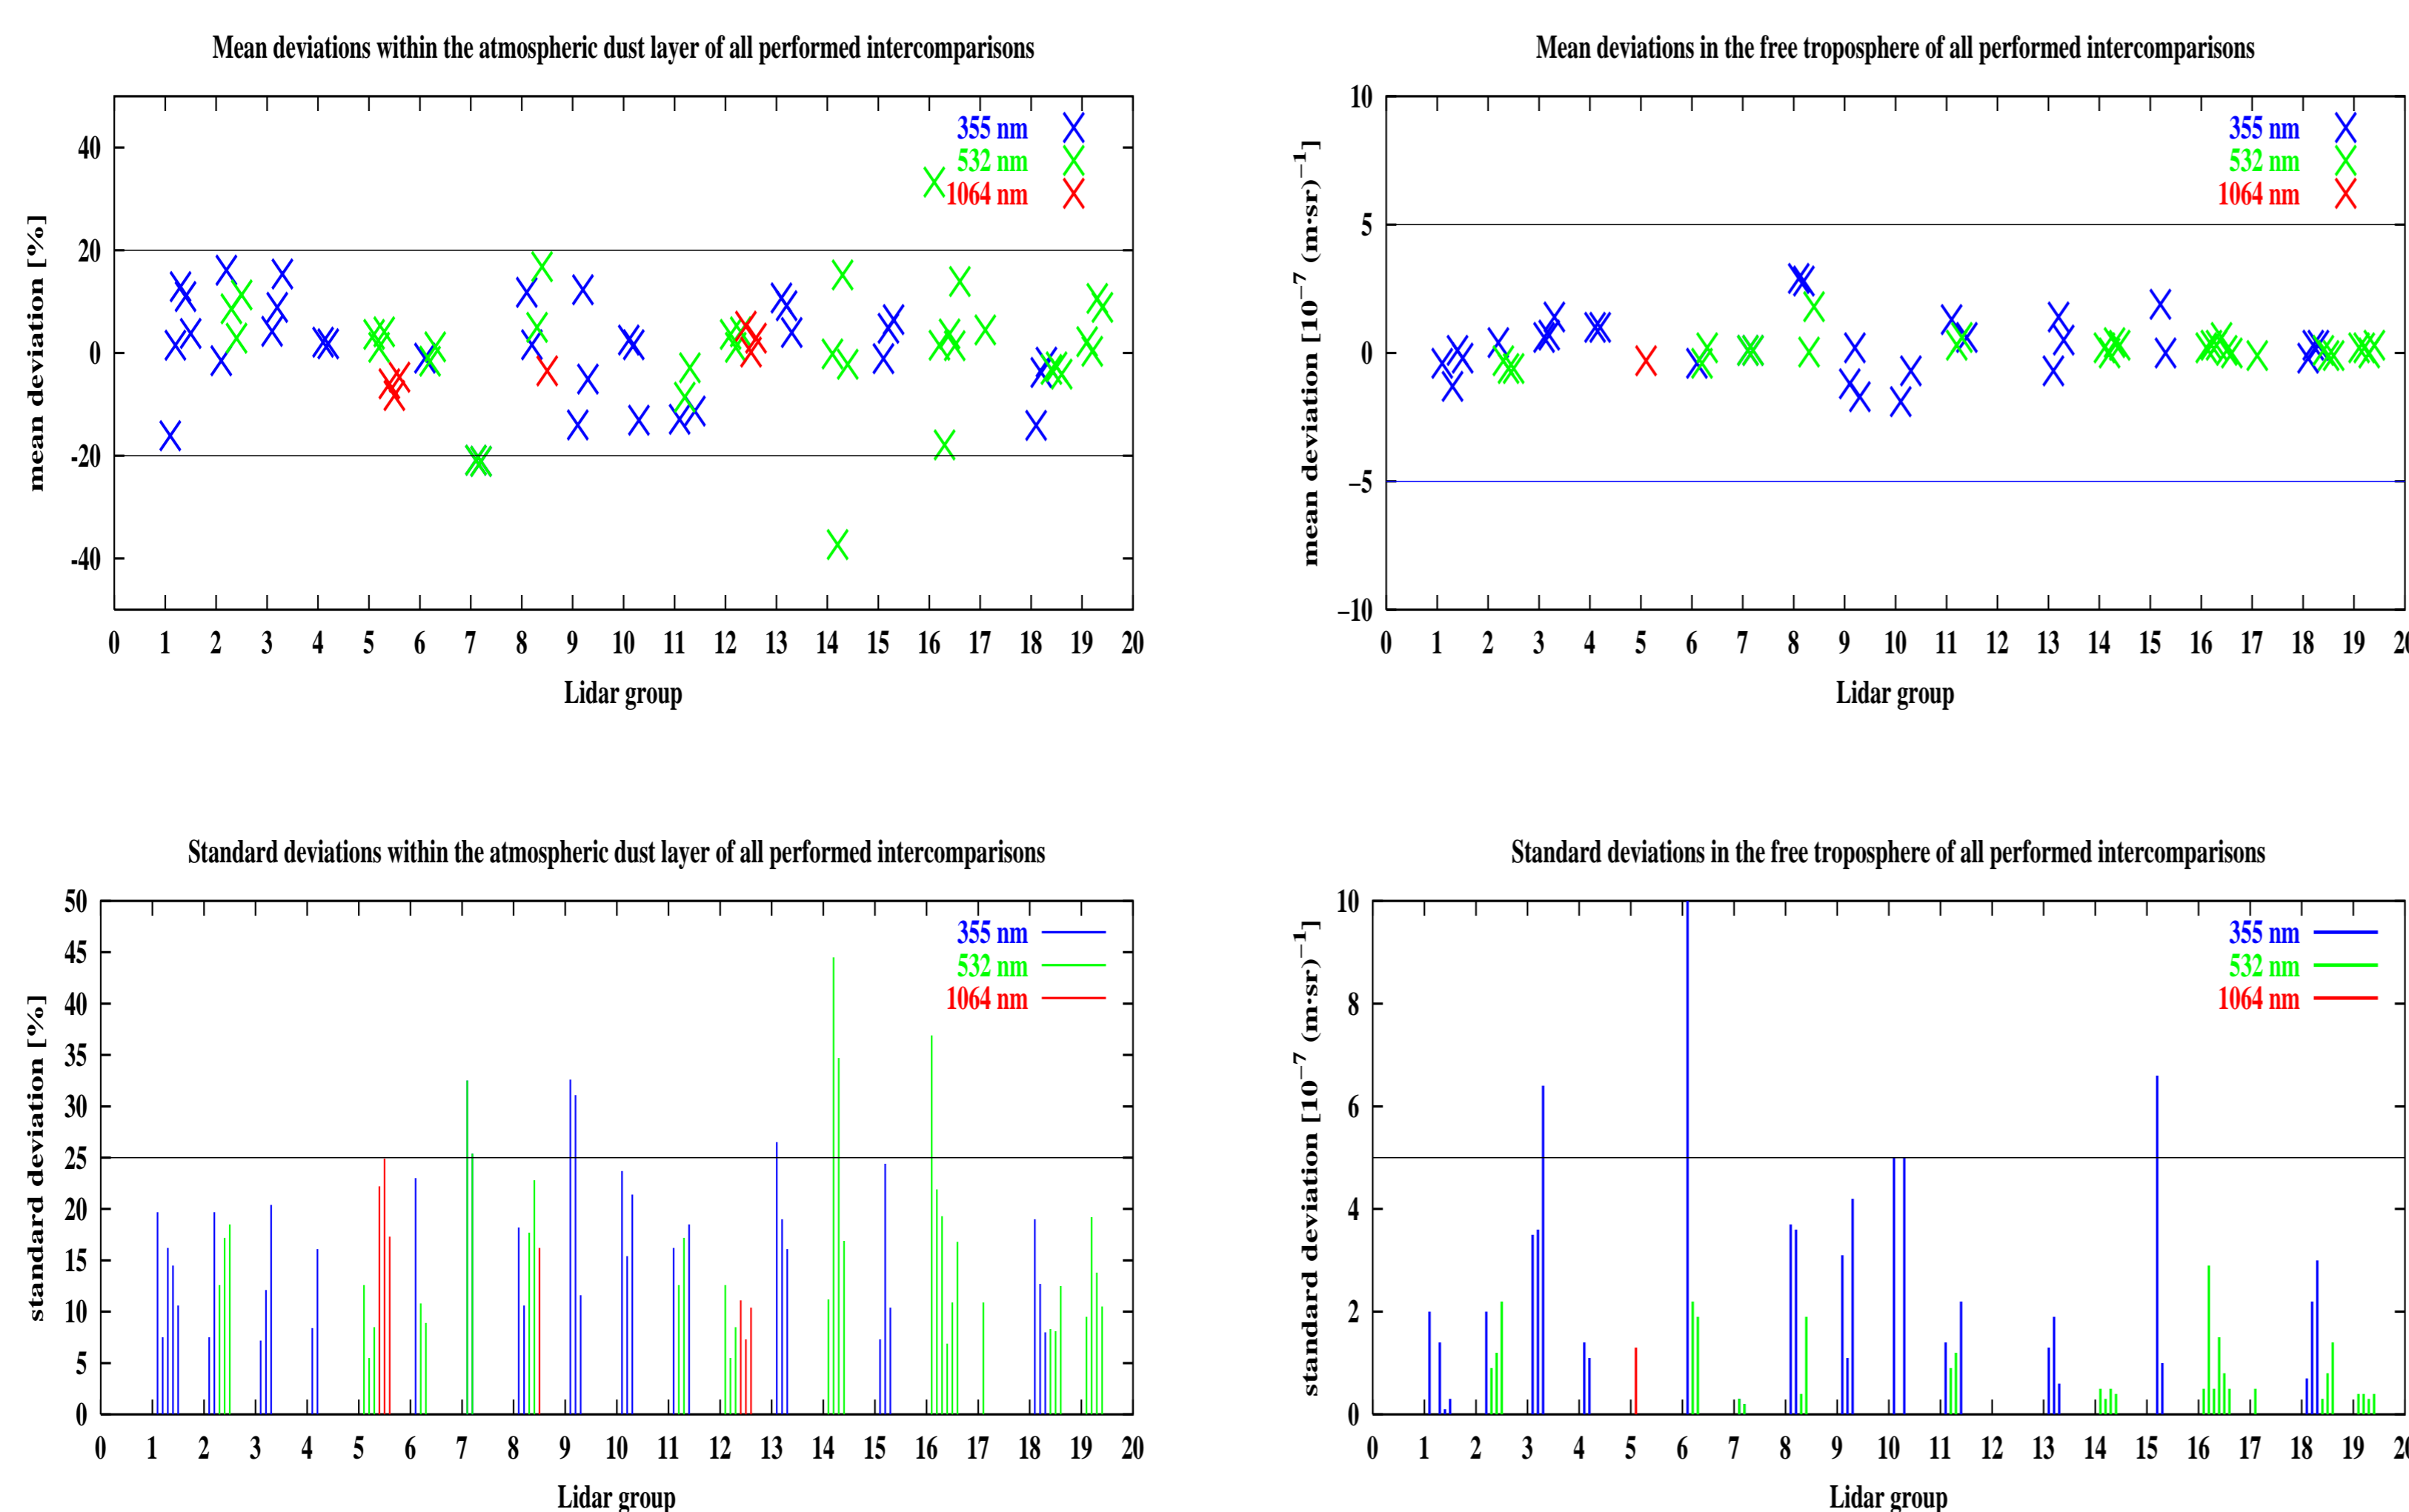 Mean deviations within the atmospheric dust layer of all performed intercomparisons
mean deviation [%]
40
20
0
-20
-40
355 nm
532 nm
1064 nm
0 1 2 3 4 5 6 7 8 9 10 11 12 13 14 15 16 17 18 19 20
Lidar group
Mean deviations in the free troposphere of all performed intercomparisons
mean deviation [10⁻⁷ (m·sr)⁻¹]
10
5
0
−5
−10
355 nm
532 nm
1064 nm
0 1 2 3 4 5 6 7 8 9 10 11 12 13 14 15 16 17 18 19 20
Lidar group
Standard deviations within the atmospheric dust layer of all performed intercomparisons
standard deviation [%]
50
45
40
35
30
25
20
15
10
5
0
355 nm
532 nm
1064 nm
0 1 2 3 4 5 6 7 8 9 10 11 12 13 14 15 16 17 18 19 20
Lidar group
Standard deviations in the free troposphere of all performed intercomparisons
standard deviation [10⁻⁷ (m·sr)⁻¹]
10
8
6
4
2
0
355 nm
532 nm
1064 nm
0 1 2 3 4 5 6 7 8 9 10 11 12 13 14 15 16 17 18 19 20
Lidar group